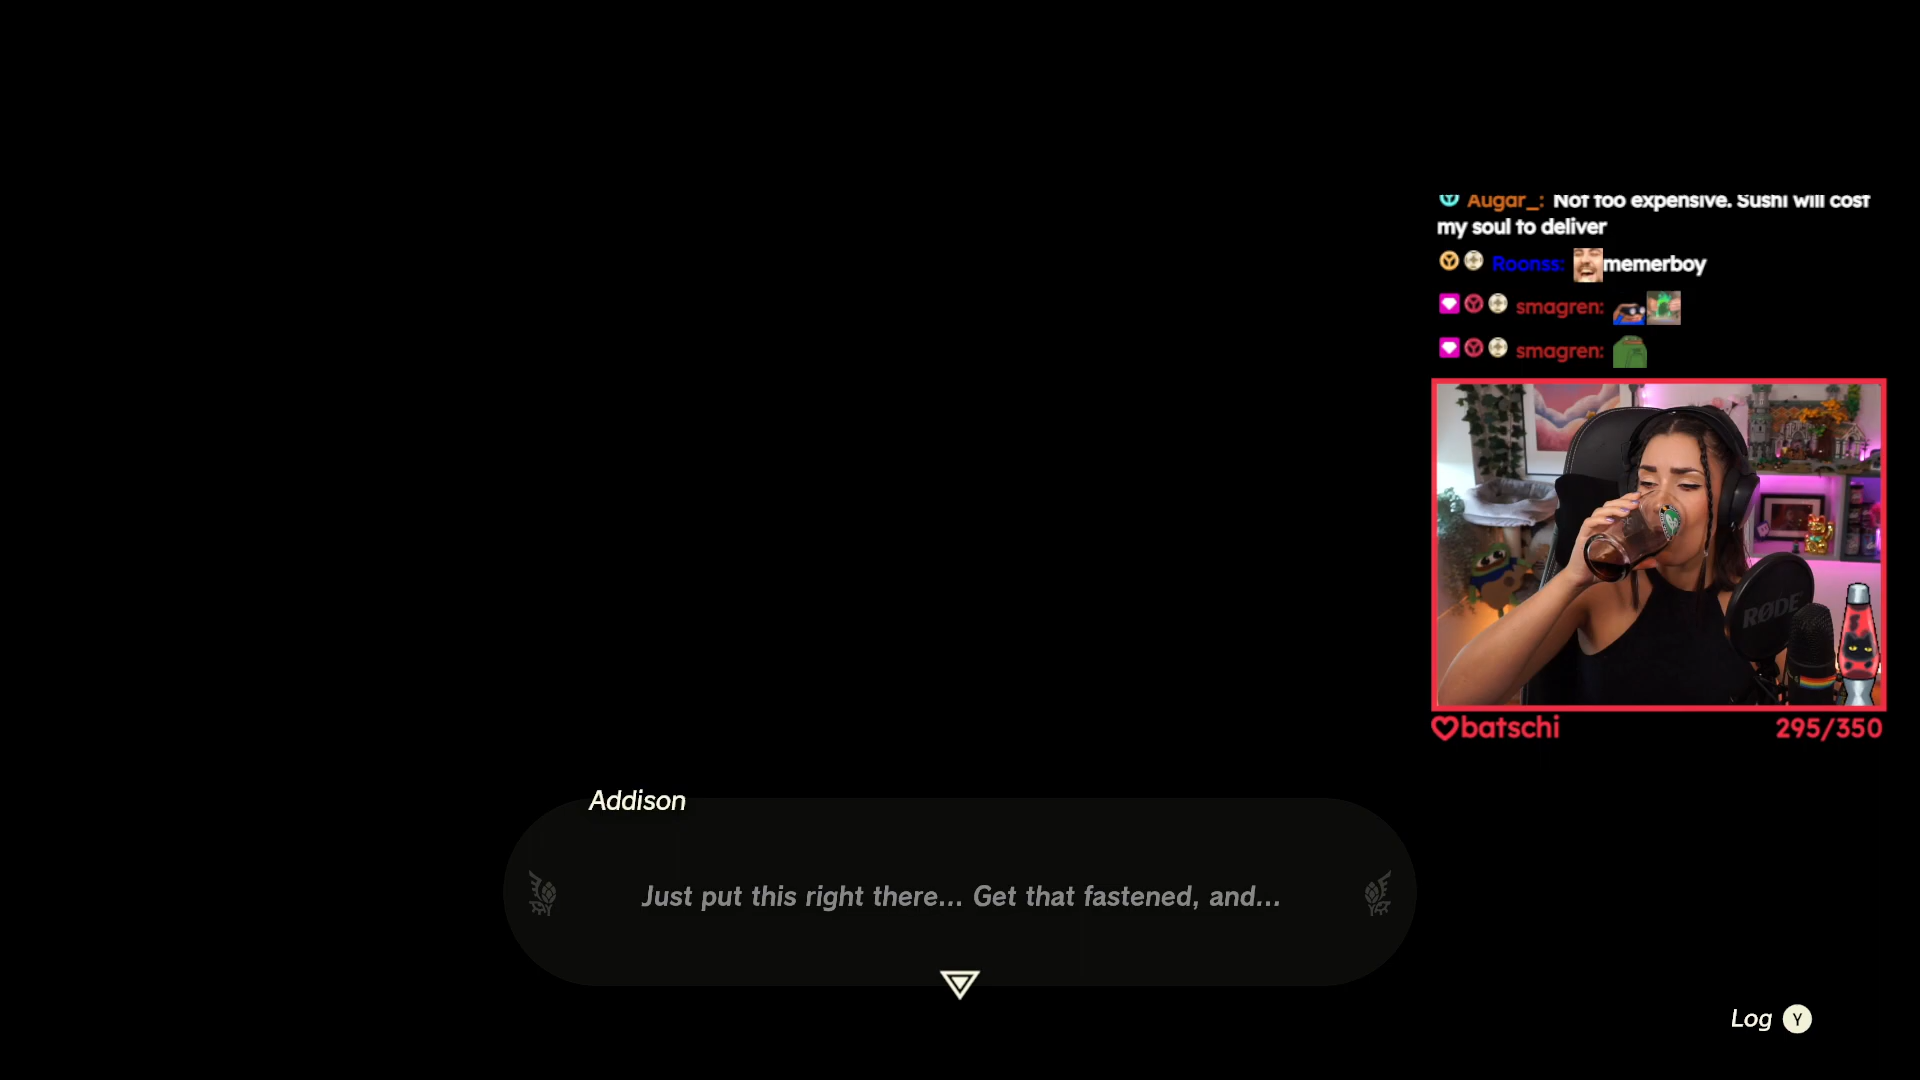 Augar_: Not too expensive. Sushi will cost
my soul to deliver
Roonss: memerboy
smagren:
smagren:
RØDE
batschi
295/350
Addison
Just put this right there... Get that fastened, and...
Log Y